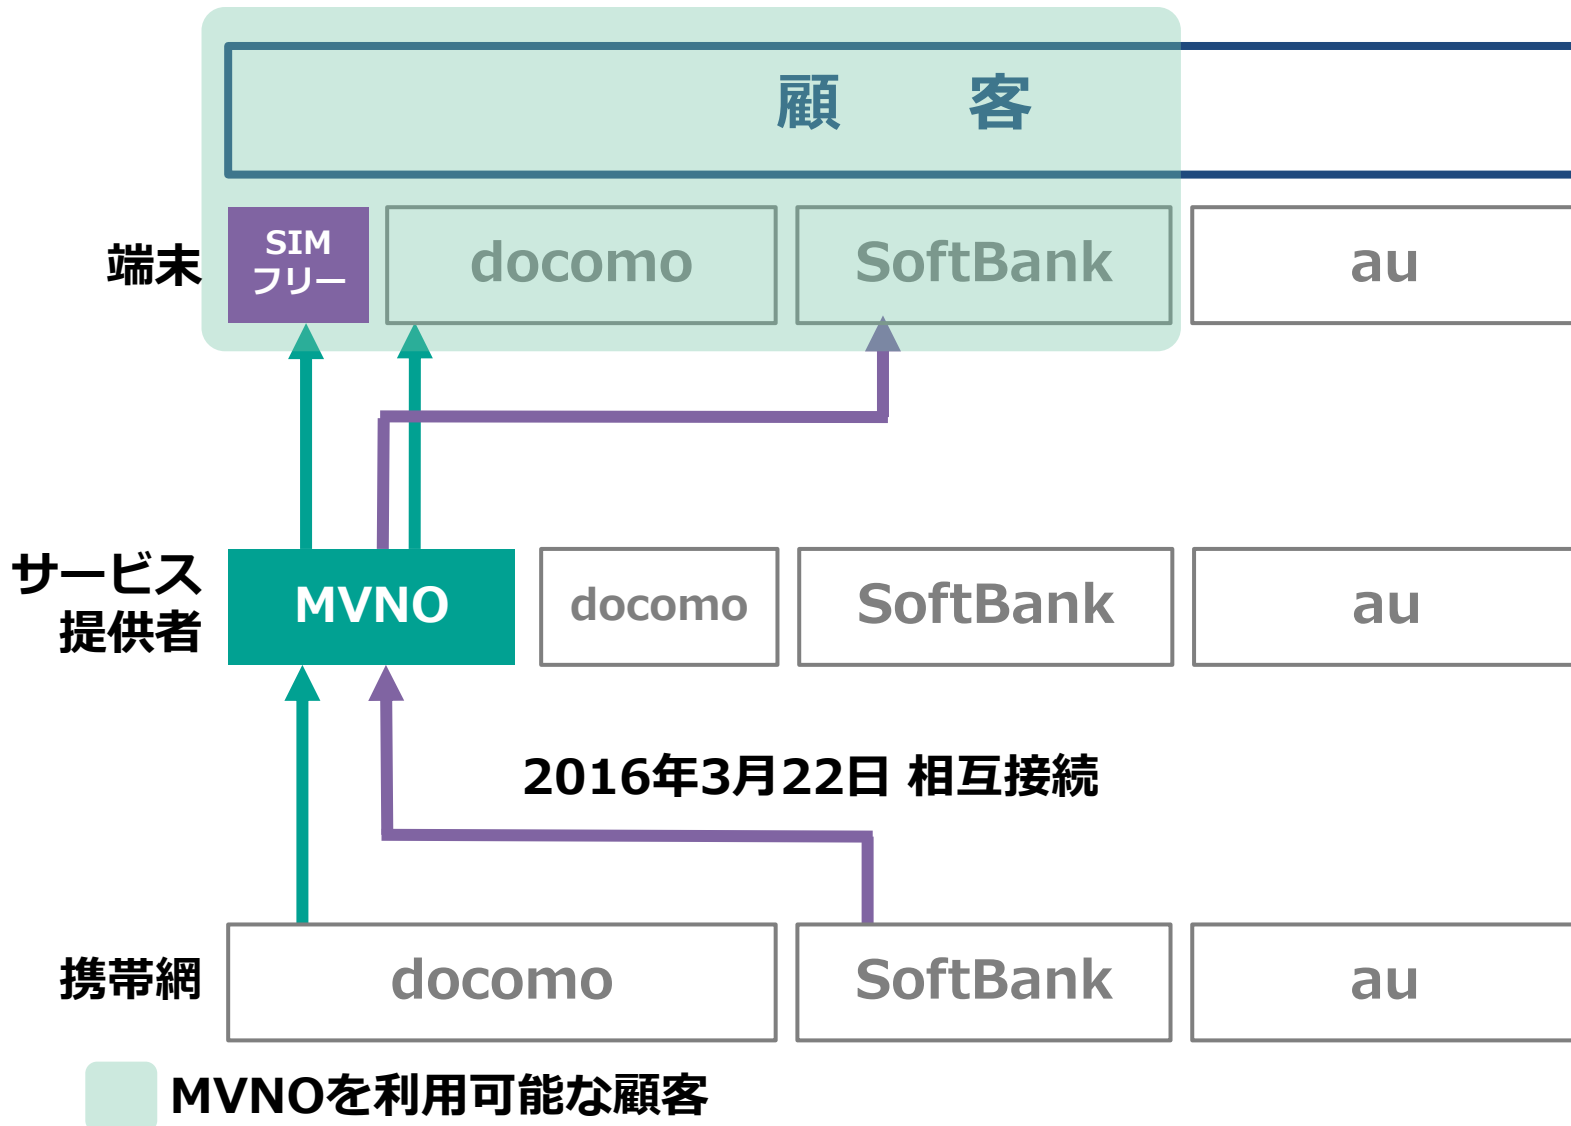 顧 客
端末
SIM
フリー
docomo
SoftBank
au
サービス
提供者
MVNO
docomo
SoftBank
au
2016年3月22日 相互接続
携帯網
docomo
SoftBank
au
MVNOを利用可能な顧客